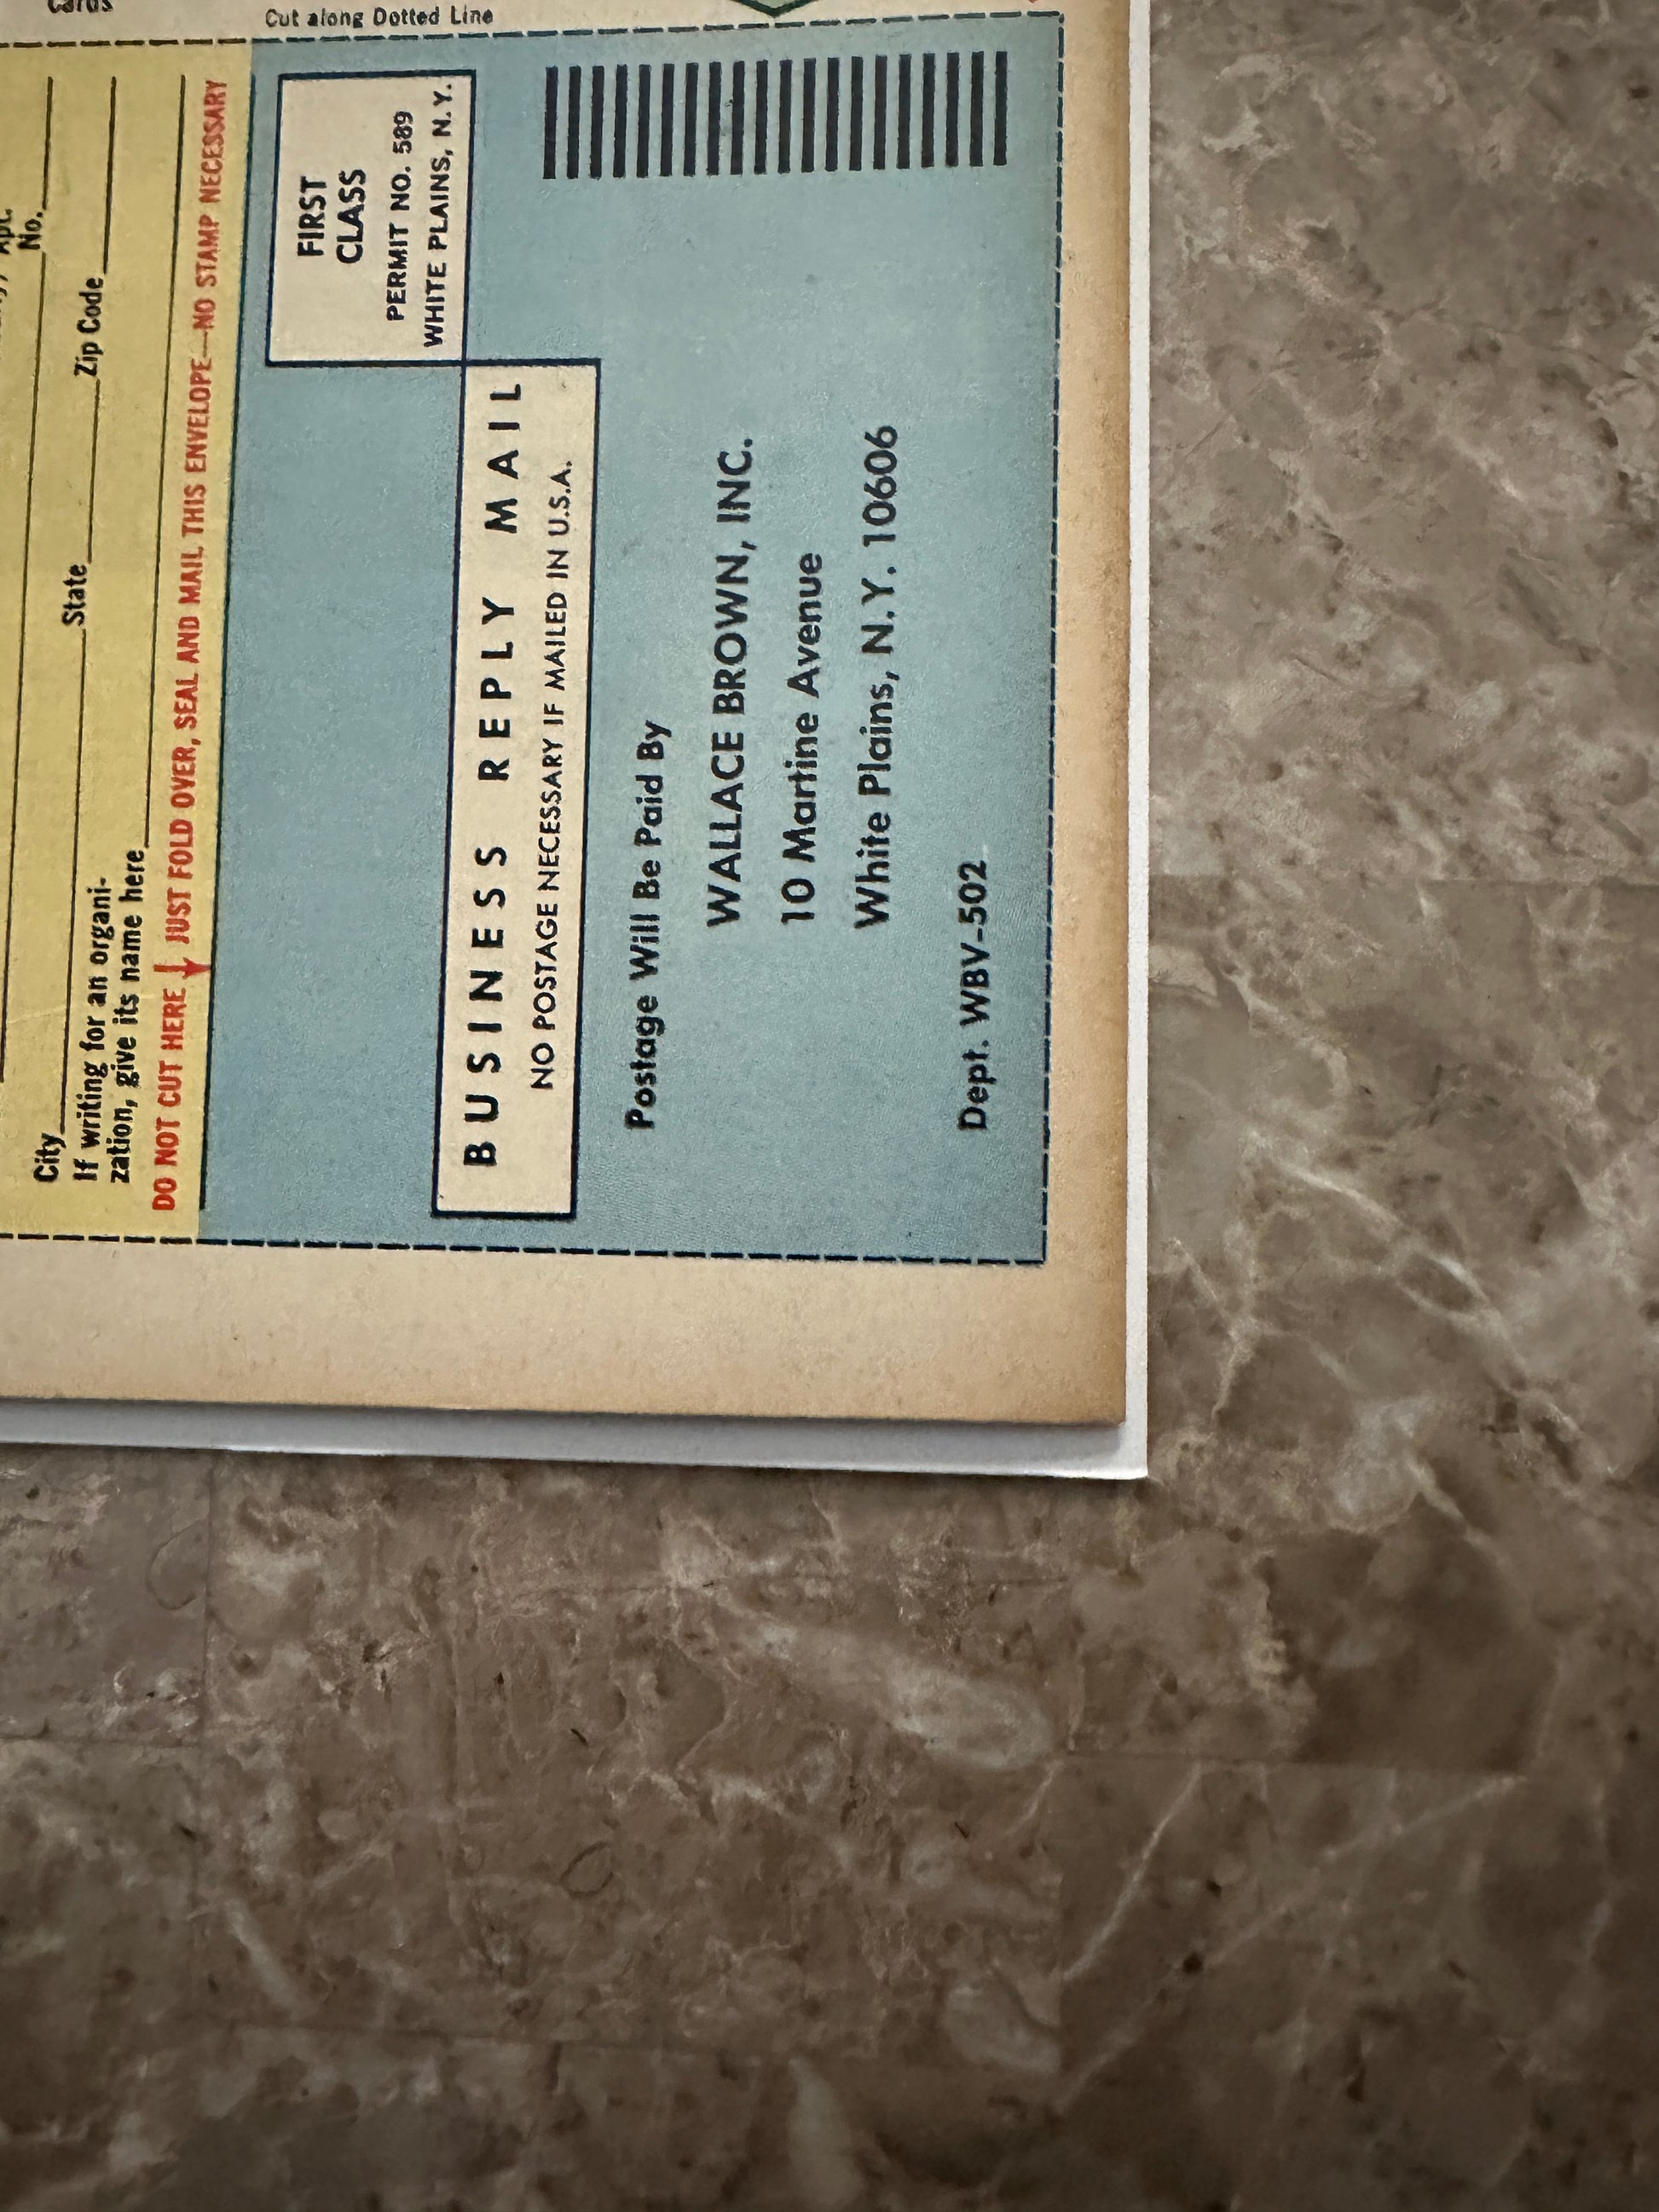 Cards
Cut along Dotted Line
Apt.
No.
City State Zip Code
If writing for an organi-
zation, give its name here
DO NOT CUT HERE JUST FOLD OVER, SEAL AND MAIL THIS ENVELOPE—NO STAMP NECESSARY
FIRST
CLASS
PERMIT NO. 589
WHITE PLAINS, N.Y.
BUSINESS REPLY MAIL
NO POSTAGE NECESSARY IF MAILED IN U.S.A.
Postage Will Be Paid By
WALLACE BROWN, INC.
10 Martine Avenue
White Plains, N.Y. 10606
Dept. WBV-502